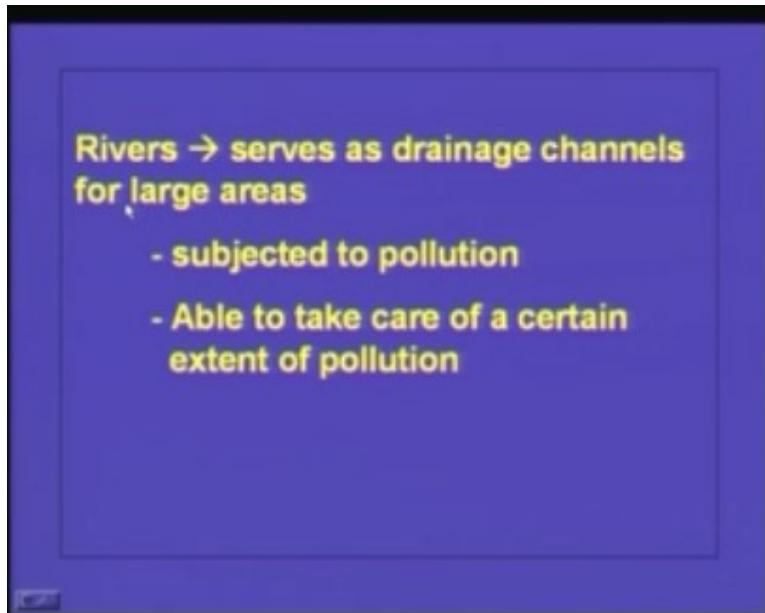 Rivers → serves as drainage channels
for large areas
- subjected to pollution
- Able to take care of a certain
extent of pollution